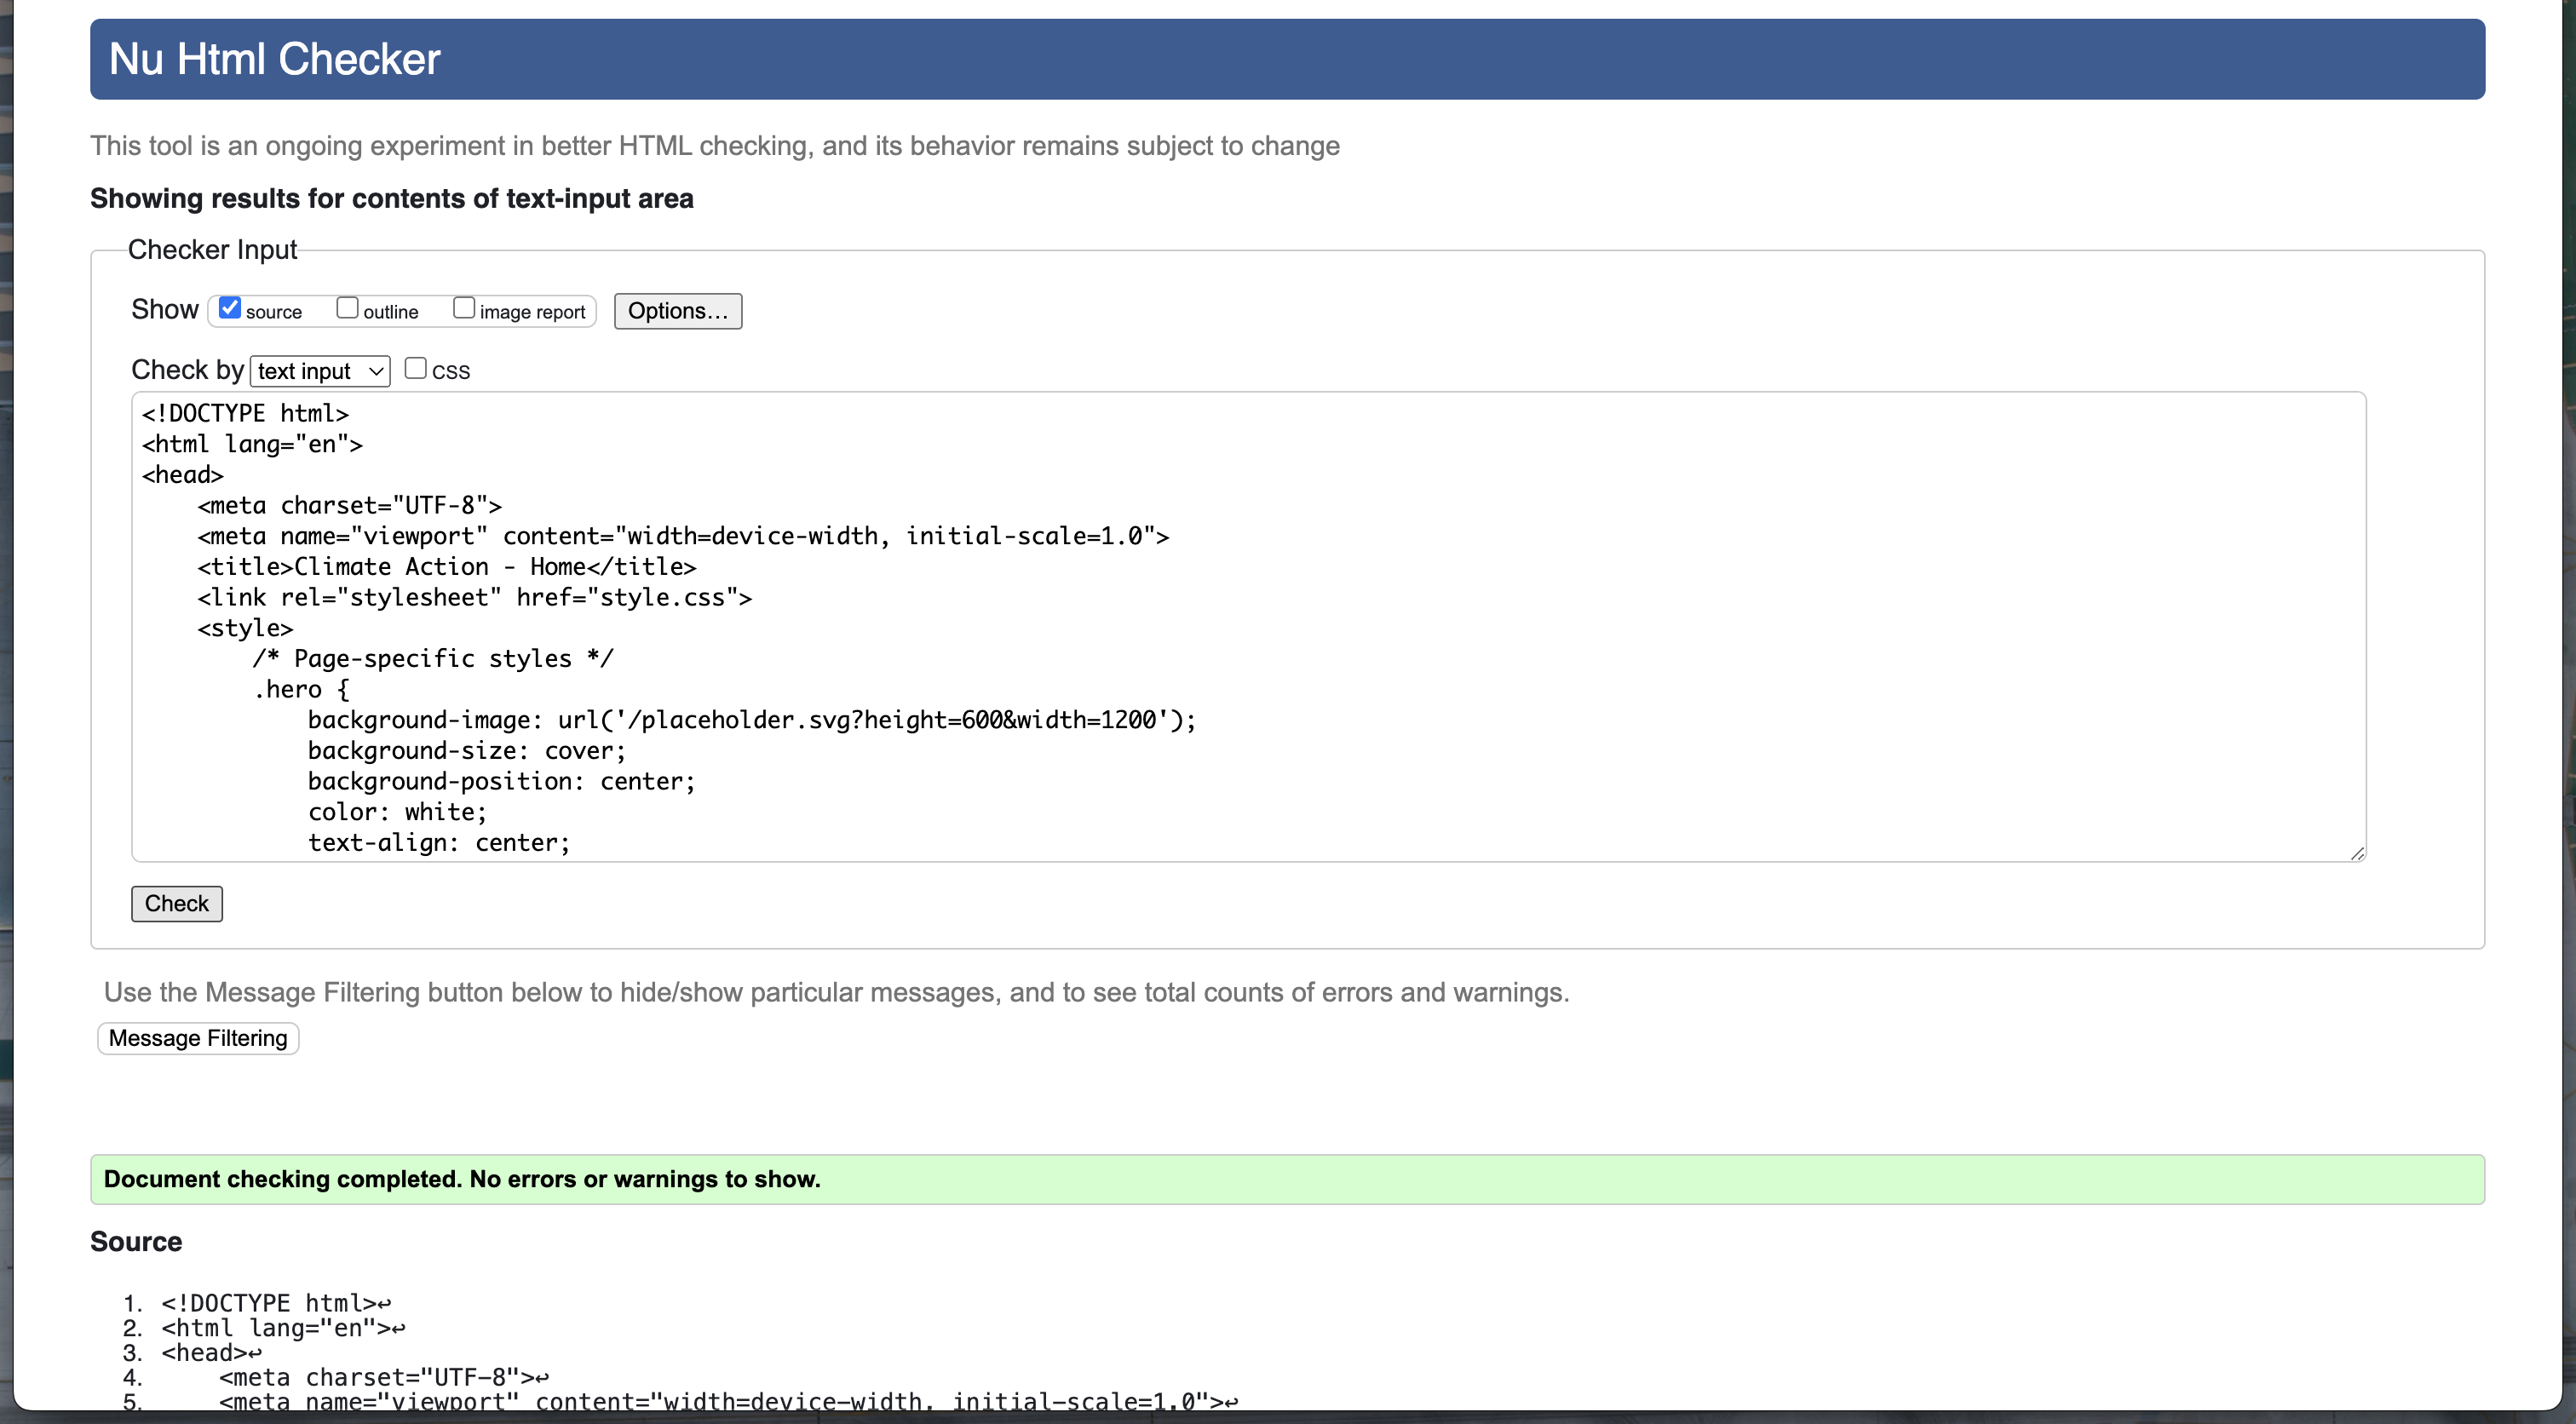 Nu Html Checker
This tool is an ongoing experiment in better HTML checking, and its behavior remains subject to change
Showing results for contents of text-input area
Checker Input
Show source outline image report Options...
Check by text input CSS
<!DOCTYPE html>
<html lang="en">
<head>
    <meta charset="UTF-8">
    <meta name="viewport" content="width=device-width, initial-scale=1.0">
    <title>Climate Action - Home</title>
    <link rel="stylesheet" href="style.css">
    <style>
        /* Page-specific styles */
        .hero {
            background-image: url('/placeholder.svg?height=600&width=1200');
            background-size: cover;
            background-position: center;
            color: white;
            text-align: center;
Check
Use the Message Filtering button below to hide/show particular messages, and to see total counts of errors and warnings.
Message Filtering
Document checking completed. No errors or warnings to show.
Source
1. <!DOCTYPE html>↩
2. <html lang="en">↩
3. <head>↩
4.     <meta charset="UTF-8">↩
5.     <meta name="viewport" content="width=device-width, initial-scale=1.0">↩